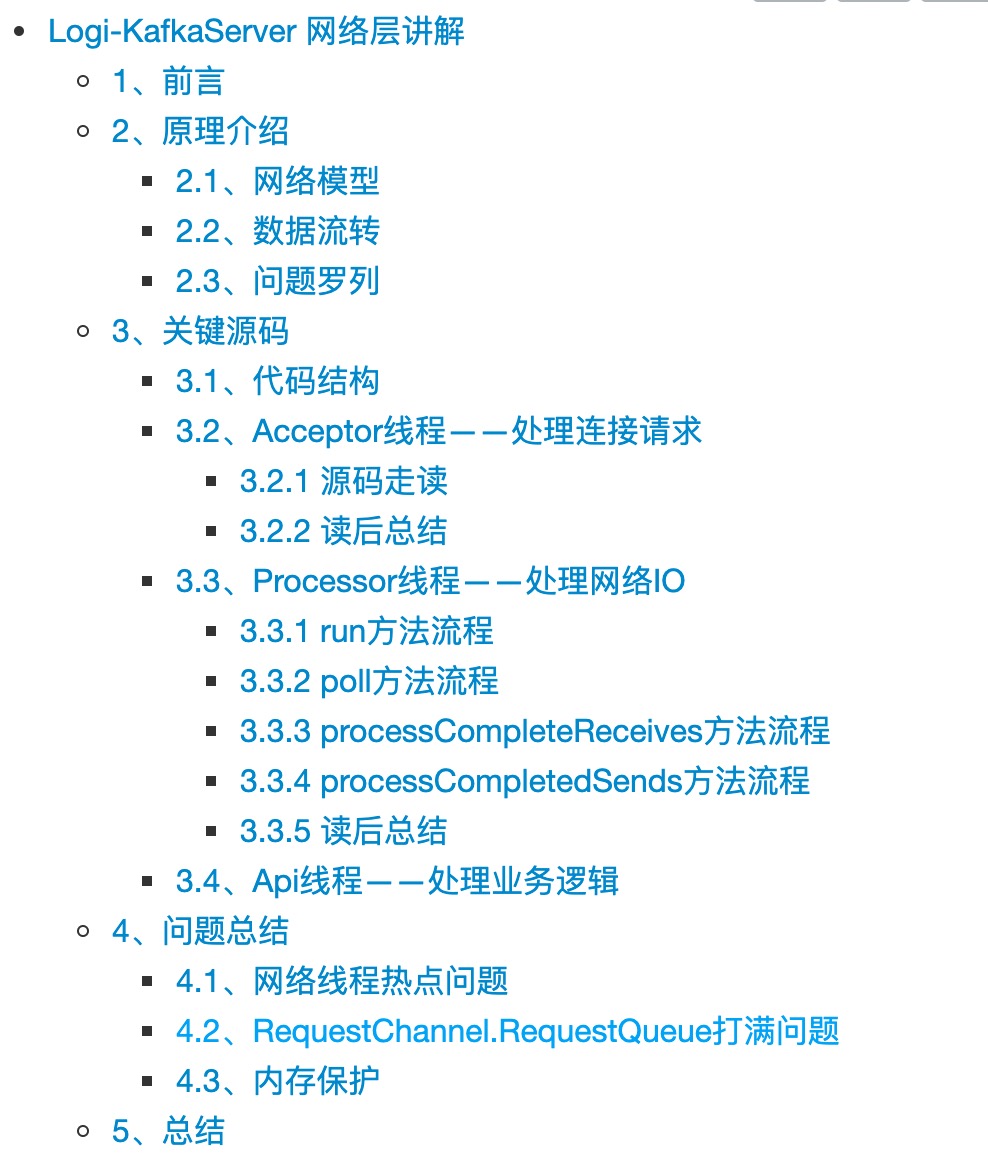 Logi-KafkaServer 网络层讲解
1、前言
2、原理介绍
2.1、网络模型
2.2、数据流转
2.3、问题罗列
3、关键源码
3.1、代码结构
3.2、Acceptor线程——处理连接请求
3.2.1 源码走读
3.2.2 读后总结
3.3、Processor线程——处理网络IO
3.3.1 run方法流程
3.3.2 poll方法流程
3.3.3 processCompleteReceives方法流程
3.3.4 processCompletedSends方法流程
3.3.5 读后总结
3.4、Api线程——处理业务逻辑
4、问题总结
4.1、网络线程热点问题
4.2、RequestChannel.RequestQueue打满问题
4.3、内存保护
5、总结